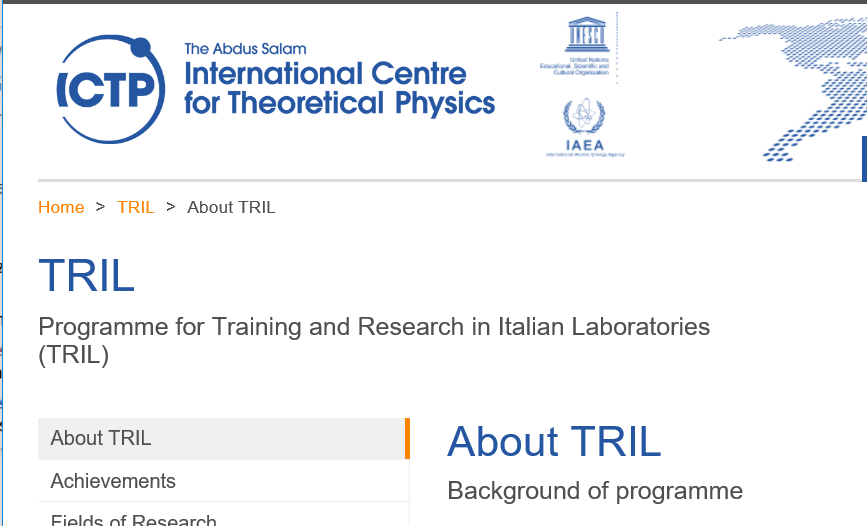 The Abdus Salam
ICTP
International Centre
for Theoretical Physics
UNESCO
United Nations
Educational, Scientific and
Cultural Organization
IAEA
International Atomic Energy Agency
Home > TRIL > About TRIL
TRIL
Programme for Training and Research in Italian Laboratories
(TRIL)
About TRIL
Achievements
Fields of Research
About TRIL
Background of programme